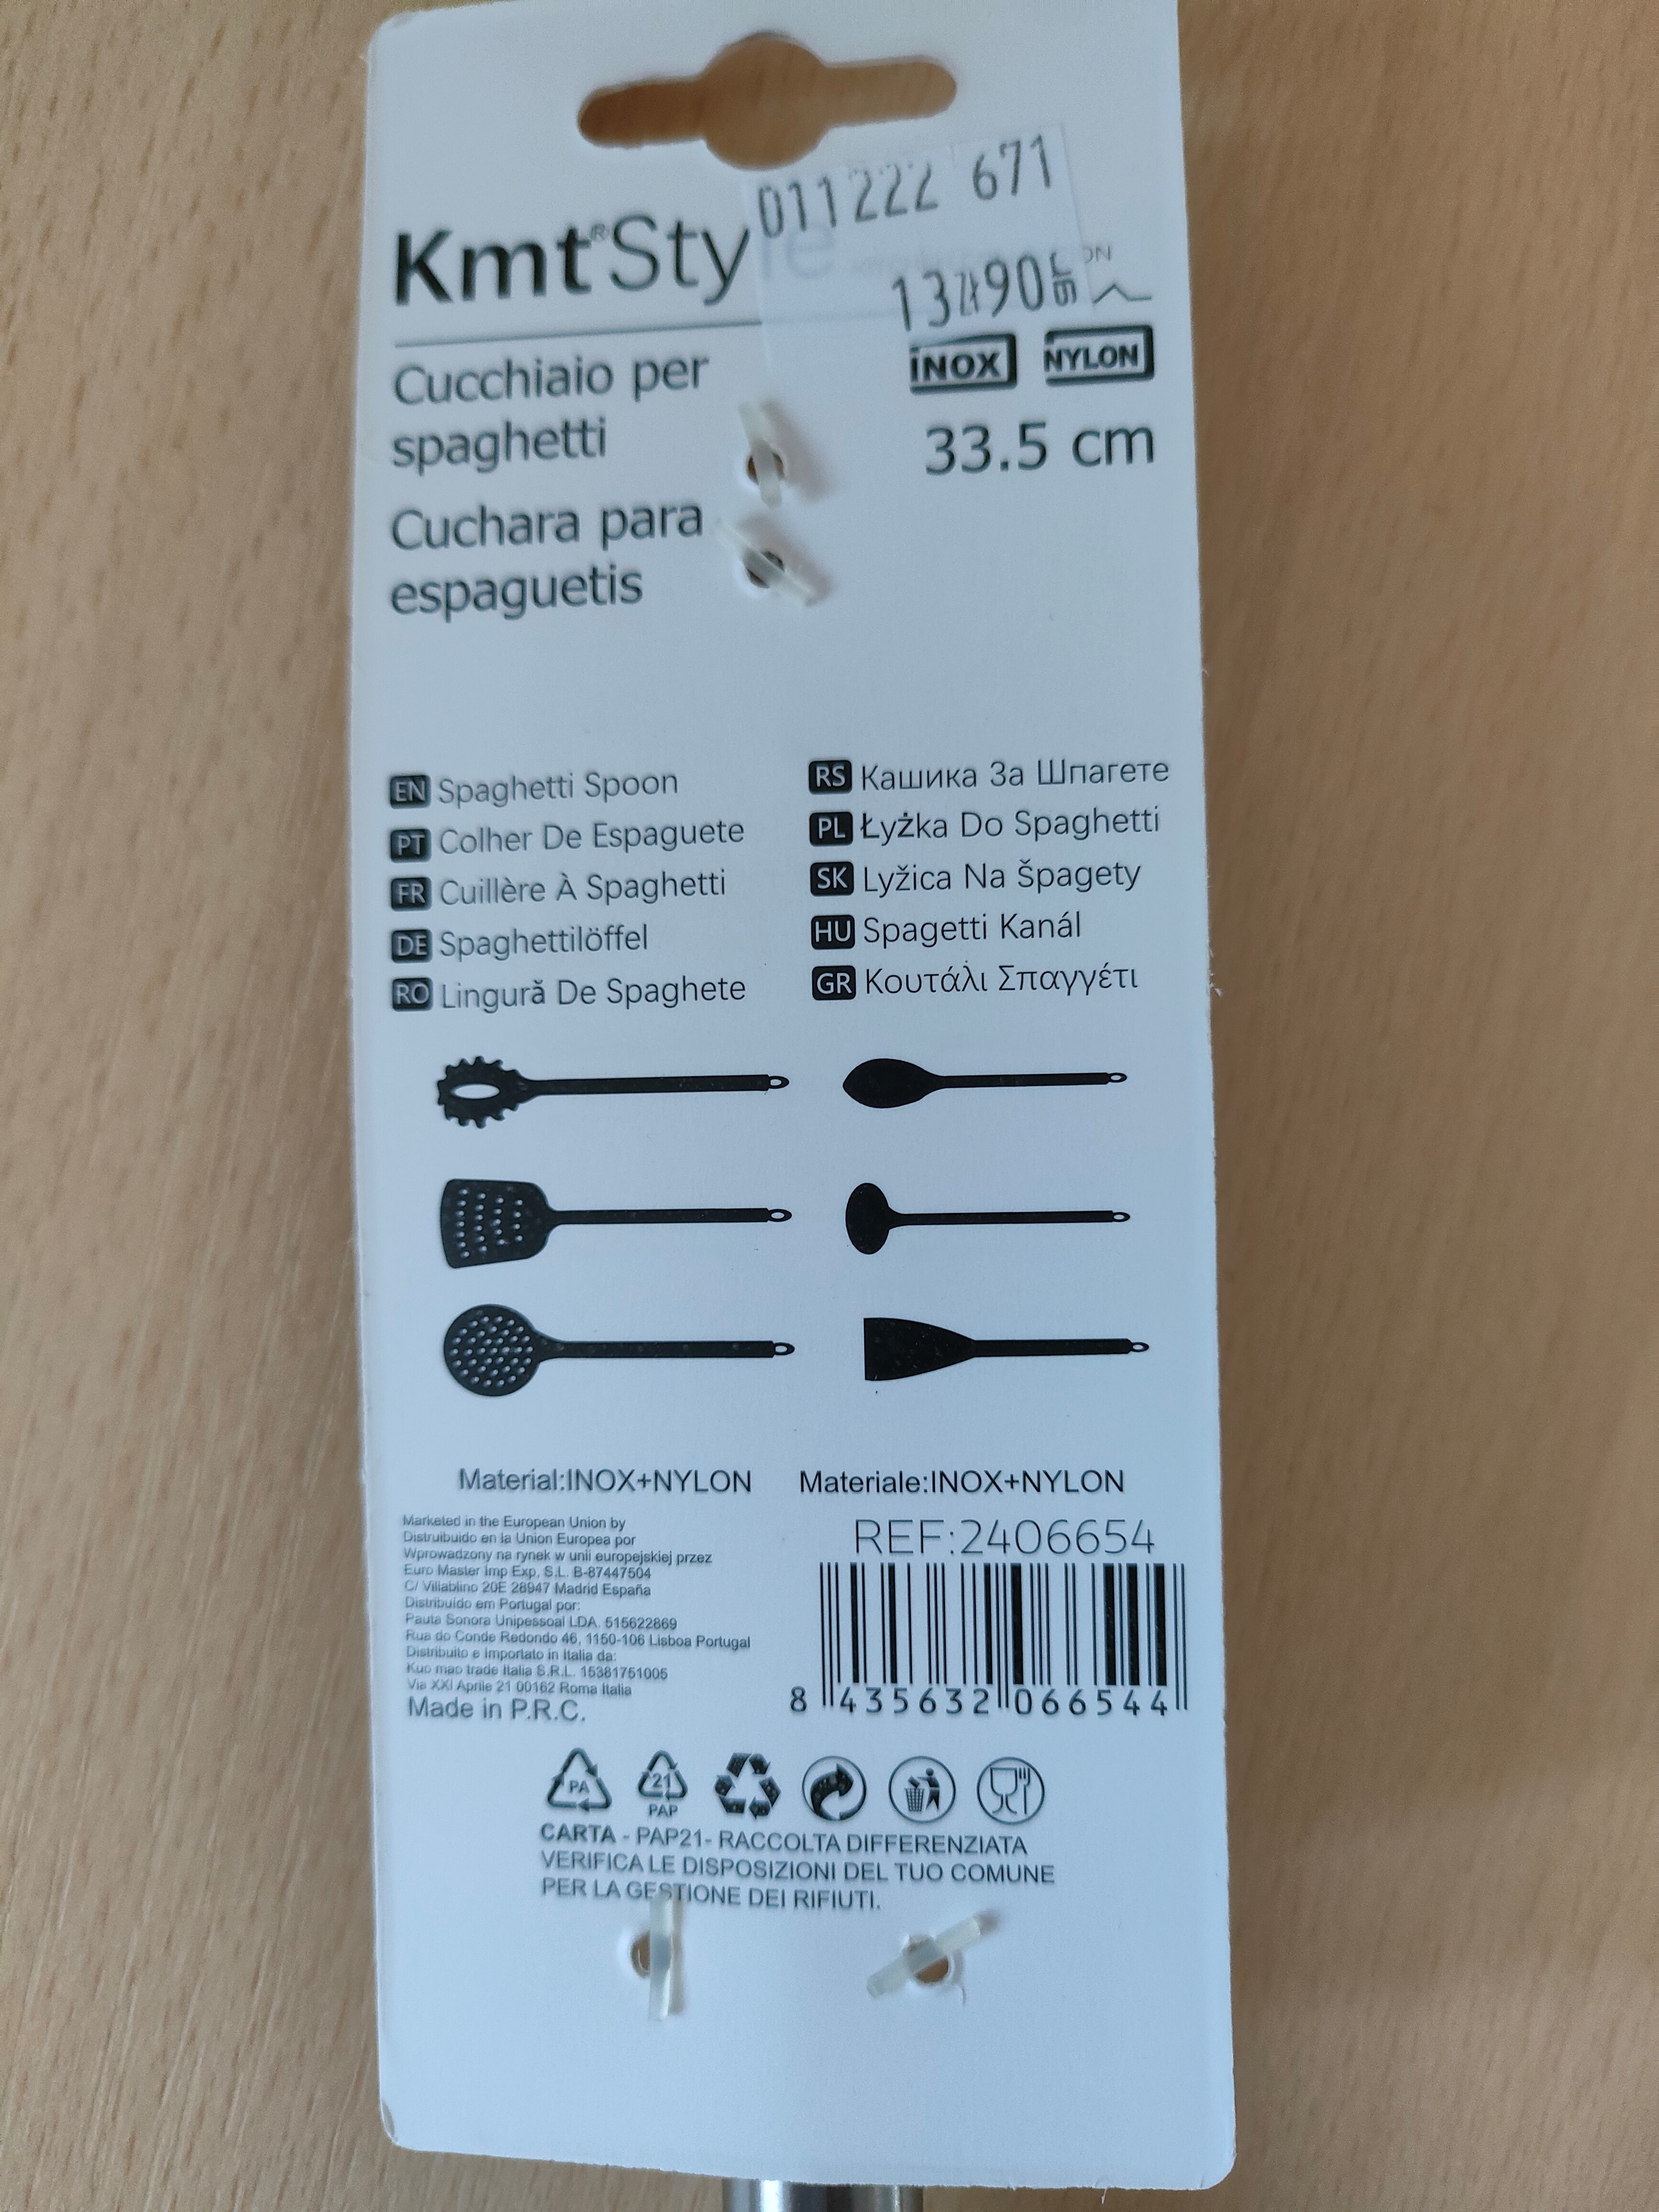 011222 671
Kmt®Style
13zł90gr
INOX NYLON
Cucchiaio per
spaghetti
33.5 cm
Cuchara para
espaguetis
EN Spaghetti Spoon
PT Colher De Espaguete
FR Cuillère À Spaghetti
DE Spaghettilöffel
RO Lingură De Spaghete
RS Кашика За Шпагете
PL Łyżka Do Spaghetti
SK Lyžica Na Špagety
HU Spagetti Kanál
GR Κουτάλι Σπαγγέτι
Material:INOX+NYLON
Materiale:INOX+NYLON
Marketed in the European Union by
Distruibuido en la Union Europea por
Wprowadzony na rynek w unii europejskiej przez
Euro Master Imp Exp. S.L. B-87447504
C/ Villablino 20E 28947 Madrid España
Distribuido em Portugal por:
Pauta Sonora Unipessoal LDA. 515622869
Rua do Conde Redondo 46, 1150-106 Lisboa Portugal
Distribuito e Importato in Italia da:
Kuo mao trade Italia S.R.L. 15381751005
Via XXI Aprile 21 00162 Roma Italia
Made in P.R.C.
REF:2406654
8 435632 066544
PA
21
PAP
CARTA - PAP21- RACCOLTA DIFFERENZIATA
VERIFICA LE DISPOSIZIONI DEL TUO COMUNE
PER LA GESTIONE DEI RIFIUTI.